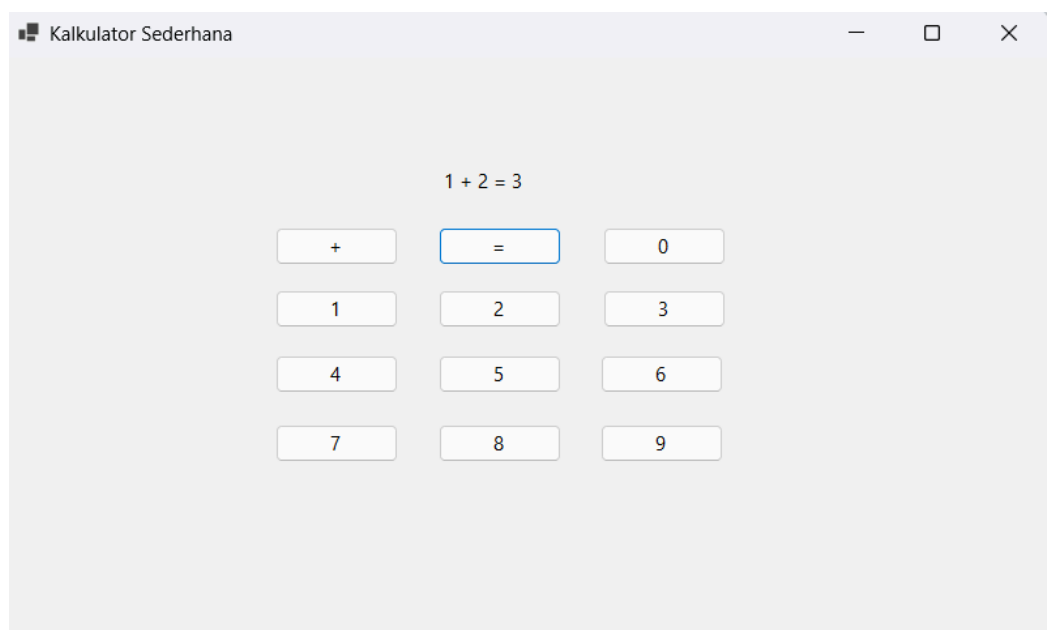 Kalkulator Sederhana
1 + 2 = 3
+ = 0
1 2 3
4 5 6
7 8 9